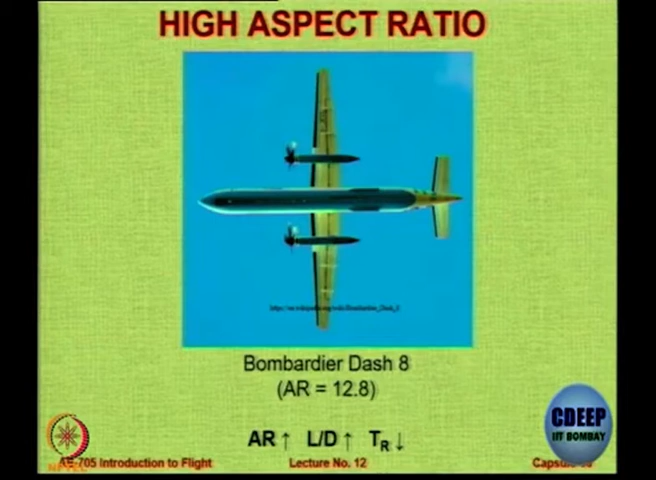 HIGH ASPECT RATIO
Bombardier Dash 8
(AR = 12.8)
AR ↑ L/D ↑ TR ↓
CDEEP
IIT BOMBAY
AE-705 Introduction to Flight
Lecture No. 12